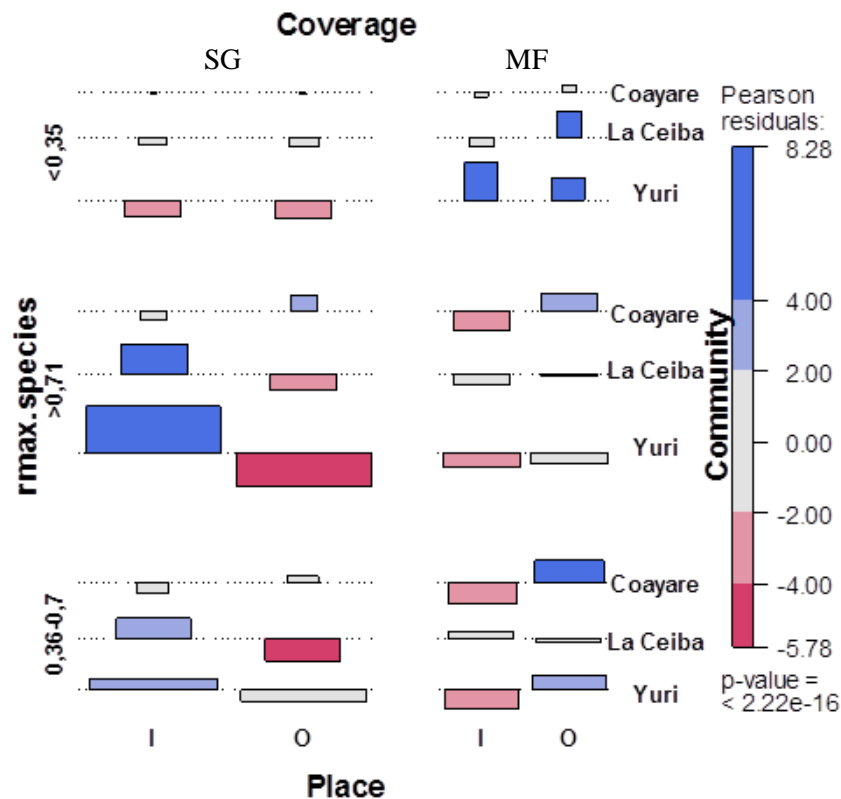 Coverage
SG MF
rmax.species
<0,35
Coayare
La Ceiba
Yuri
>0,71
Coayare
La Ceiba
Yuri
0,36-0,7
Coayare
La Ceiba
Yuri
I O I O
Place
Community
Pearson
residuals:
8.28
4.00
2.00
0.00
-2.00
-4.00
-5.78
p-value =
< 2.22e-16